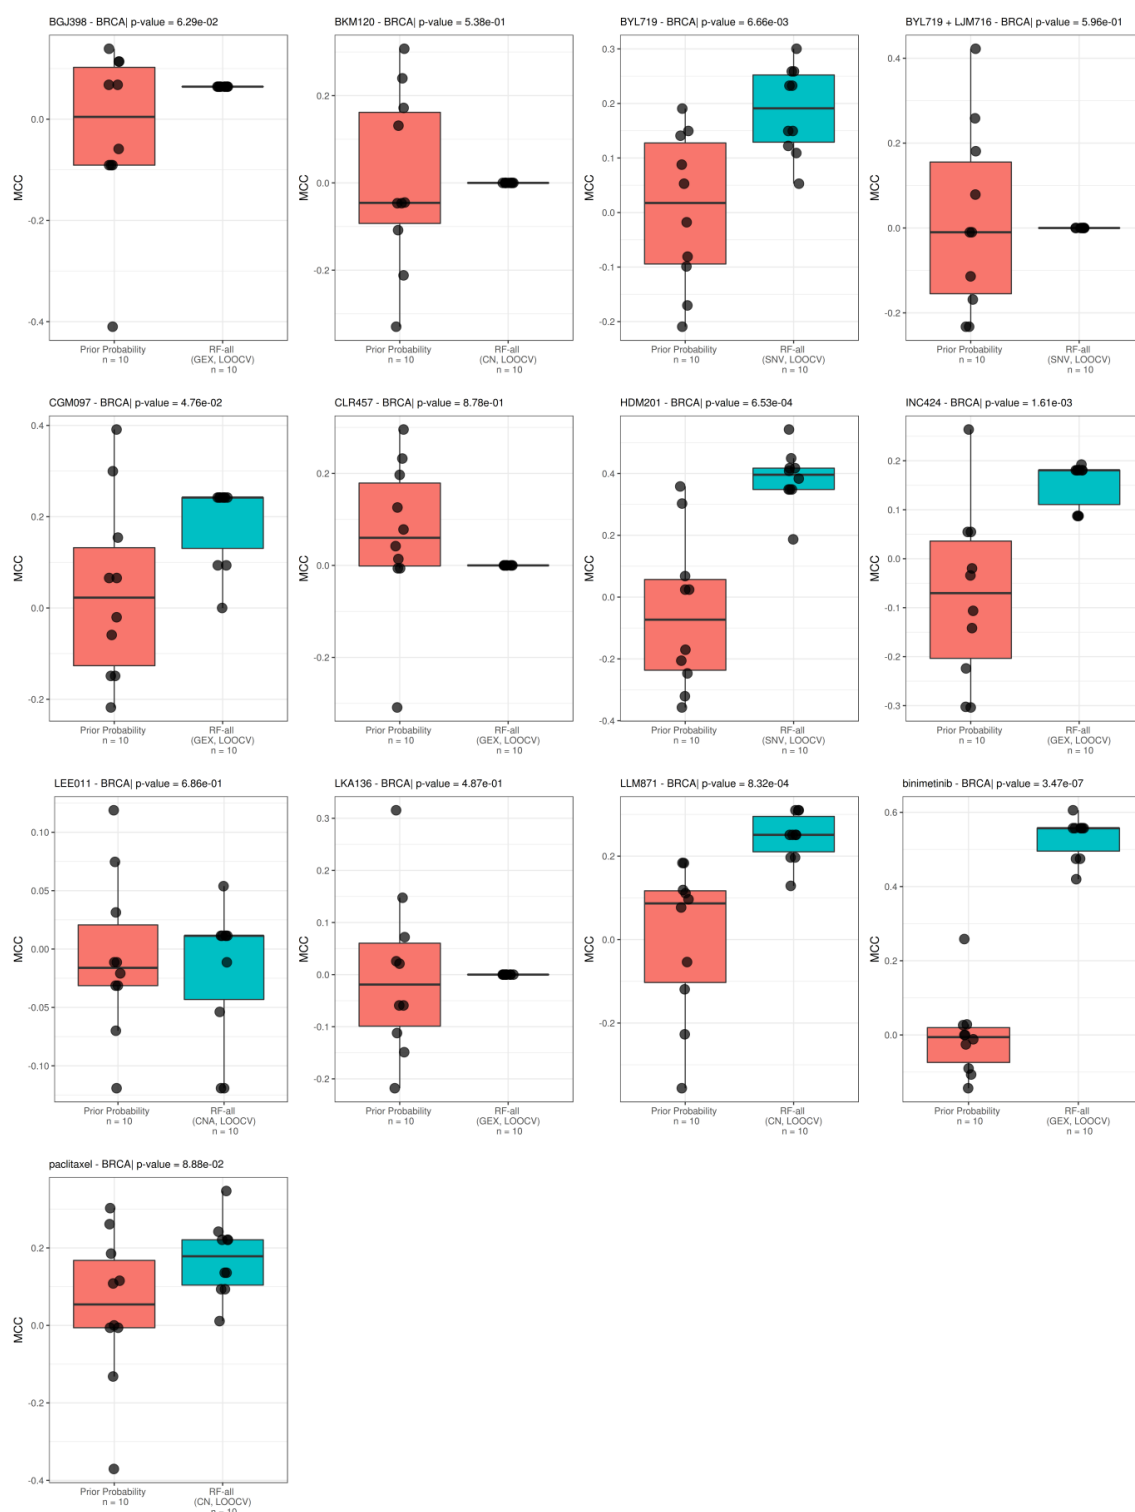 BGJ398 - BRCA| p-value = 6.29e-02
MCC
0.0
-0.2
-0.4
Prior Probability
n = 10
RF-all
(GEX, LOOCV)
n = 10
BKM120 - BRCA| p-value = 5.38e-01
MCC
0.2
0.0
-0.2
Prior Probability
n = 10
RF-all
(CN, LOOCV)
n = 10
BYL719 - BRCA| p-value = 6.66e-03
MCC
0.3
0.2
0.1
0.0
-0.1
-0.2
Prior Probability
n = 10
RF-all
(SNV, LOOCV)
n = 10
BYL719 + LJM716 - BRCA| p-value = 5.96e-01
MCC
0.4
0.2
0.0
-0.2
Prior Probability
n = 10
RF-all
(SNV, LOOCV)
n = 10
CGM097 - BRCA| p-value = 4.76e-02
MCC
0.4
0.2
0.0
-0.2
Prior Probability
n = 10
RF-all
(GEX, LOOCV)
n = 10
CLR457 - BRCA| p-value = 8.78e-01
MCC
0.2
0.0
-0.2
Prior Probability
n = 10
RF-all
(GEX, LOOCV)
n = 10
HDM201 - BRCA| p-value = 6.53e-04
MCC
0.4
0.2
0.0
-0.2
-0.4
Prior Probability
n = 10
RF-all
(SNV, LOOCV)
n = 10
INC424 - BRCA| p-value = 1.61e-03
MCC
0.2
0.1
0.0
-0.1
-0.2
-0.3
Prior Probability
n = 10
RF-all
(GEX, LOOCV)
n = 10
LEE011 - BRCA| p-value = 6.86e-01
MCC
0.10
0.05
0.00
-0.05
-0.10
Prior Probability
n = 10
RF-all
(CNA, LOOCV)
n = 10
LKA136 - BRCA| p-value = 4.87e-01
MCC
0.3
0.2
0.1
0.0
-0.1
-0.2
Prior Probability
n = 10
RF-all
(GEX, LOOCV)
n = 10
LLM871 - BRCA| p-value = 8.32e-04
MCC
0.2
0.0
-0.2
Prior Probability
n = 10
RF-all
(CN, LOOCV)
n = 10
binimetinib - BRCA| p-value = 3.47e-07
MCC
0.6
0.4
0.2
0.0
Prior Probability
n = 10
RF-all
(GEX, LOOCV)
n = 10
paclitaxel - BRCA| p-value = 8.88e-02
MCC
0.2
0.0
-0.2
-0.4
Prior Probability
n = 10
RF-all
(CN, LOOCV)
n = 10